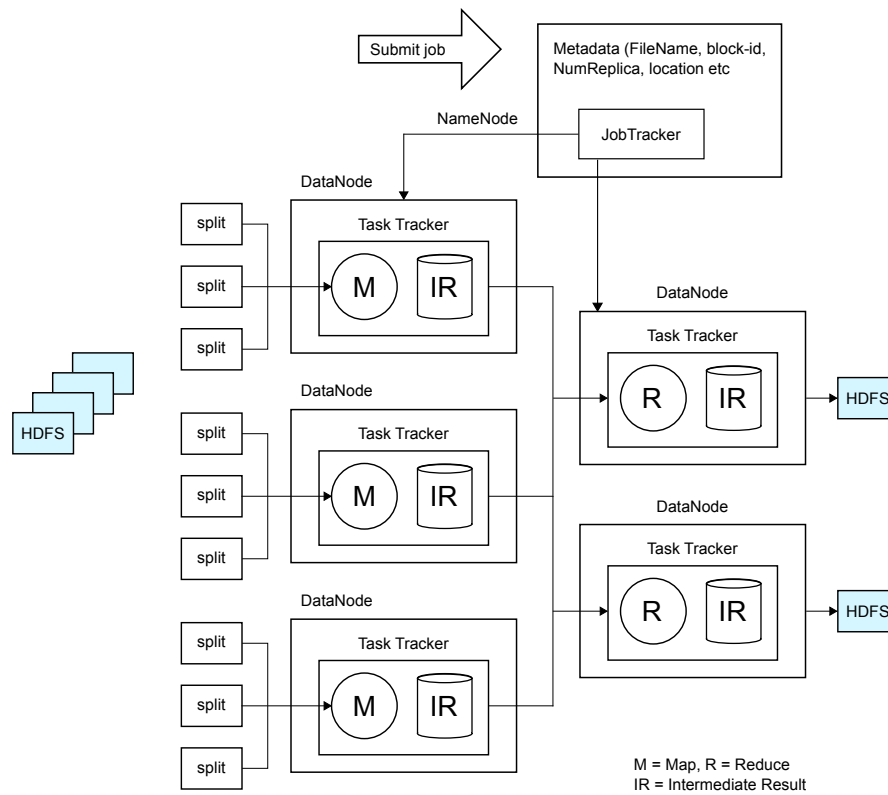 Submit job
Metadata (FileName, block-id,
NumReplica, location etc
NameNode
JobTracker
DataNode
Task Tracker
split
split
split
M
IR
DataNode
Task Tracker
R
IR
HDFS
HDFS
DataNode
Task Tracker
split
split
split
M
IR
DataNode
Task Tracker
R
IR
HDFS
DataNode
Task Tracker
split
split
split
M
IR
M = Map, R = Reduce
IR = Intermediate Result